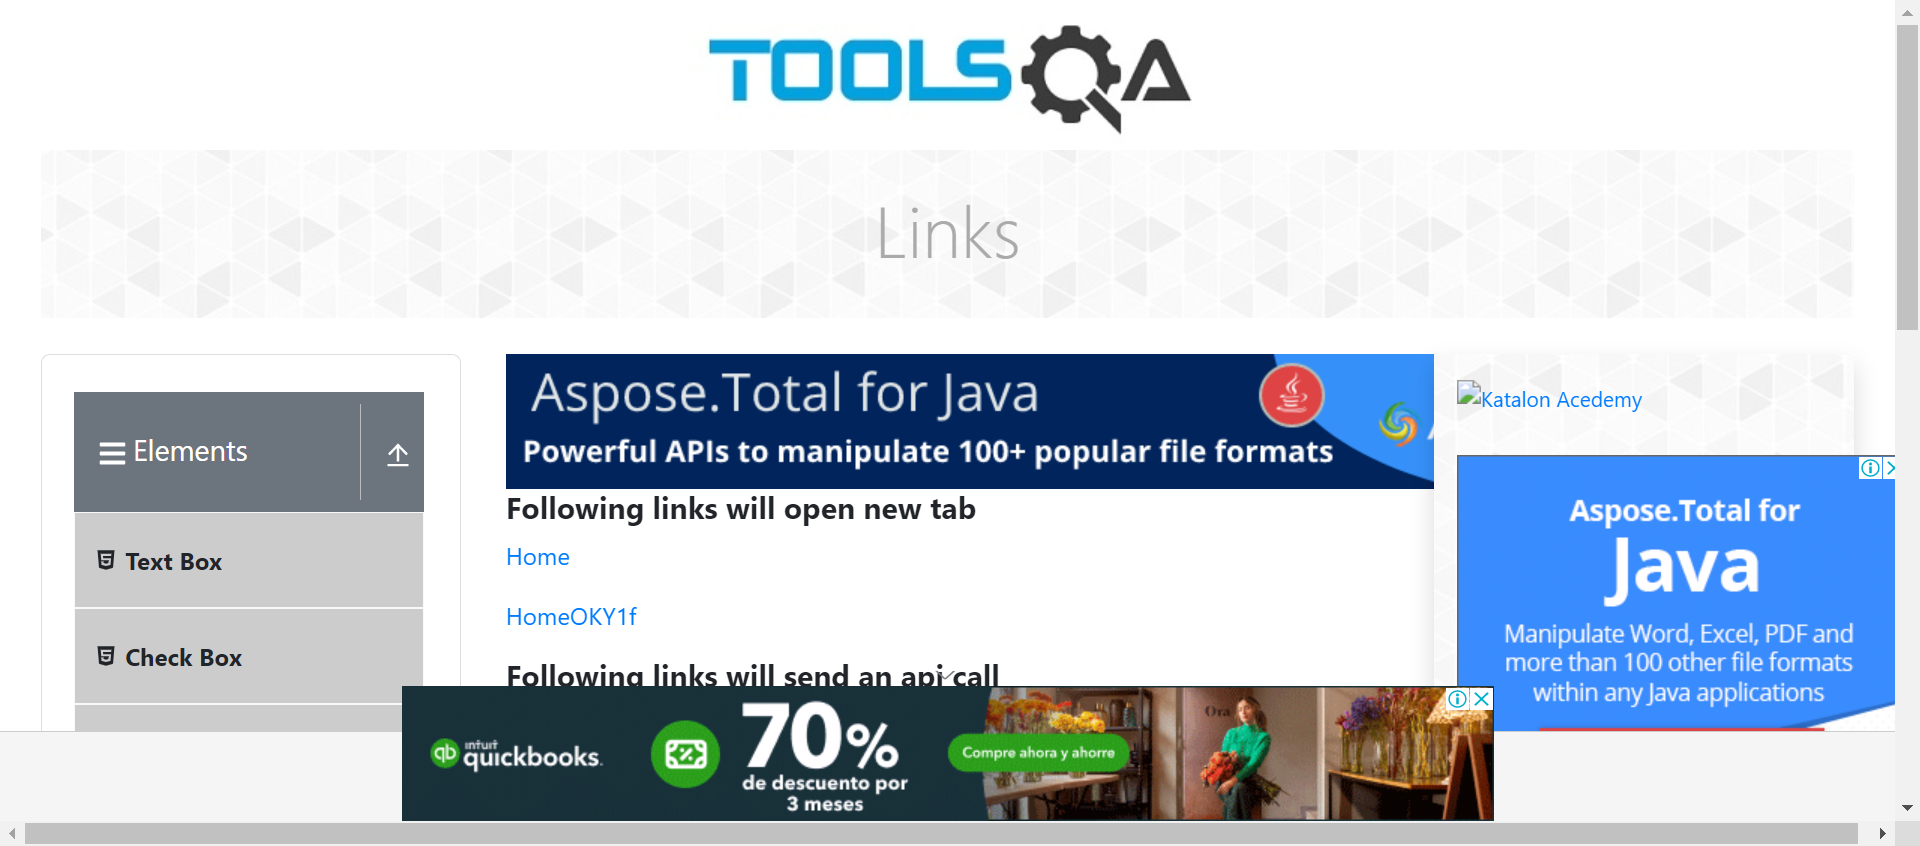 TOOLSQA
Links
Elements
Text Box
Check Box
Aspose.Total for Java
Powerful APIs to manipulate 100+ popular file formats
Following links will open new tab
Home
HomeOKY1f
Following links will send an api call
Katalon Acedemy
Aspose.Total for
Java
Manipulate Word, Excel, PDF and
more than 100 other file formats
within any Java applications
qb intuit quickbooks.
70%
de descuento por
3 meses
Compre ahora y ahorre
Ora